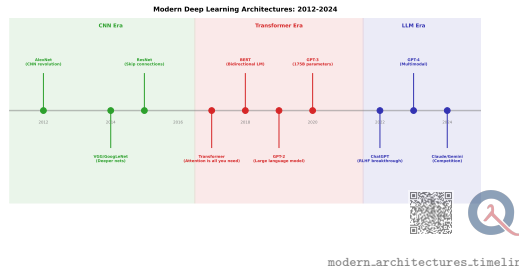 Modern Deep Learning Architectures: 2012-2024
CNN Era
Transformer Era
LLM Era
AlexNet
(CNN revolution)
ResNet
(Skip connections)
BERT
(Bidirectional LM)
GPT-3
(175B parameters)
GPT-4
(Multimodal)
2012
2014
2016
2018
2020
2022
2024
VGG/GoogLeNet
(Deeper nets)
Transformer
(Attention is all you need)
GPT-2
(Large language model)
ChatGPT
(RLHF breakthrough)
Claude/Gemini
(Competition)
modern_architectures_timelin